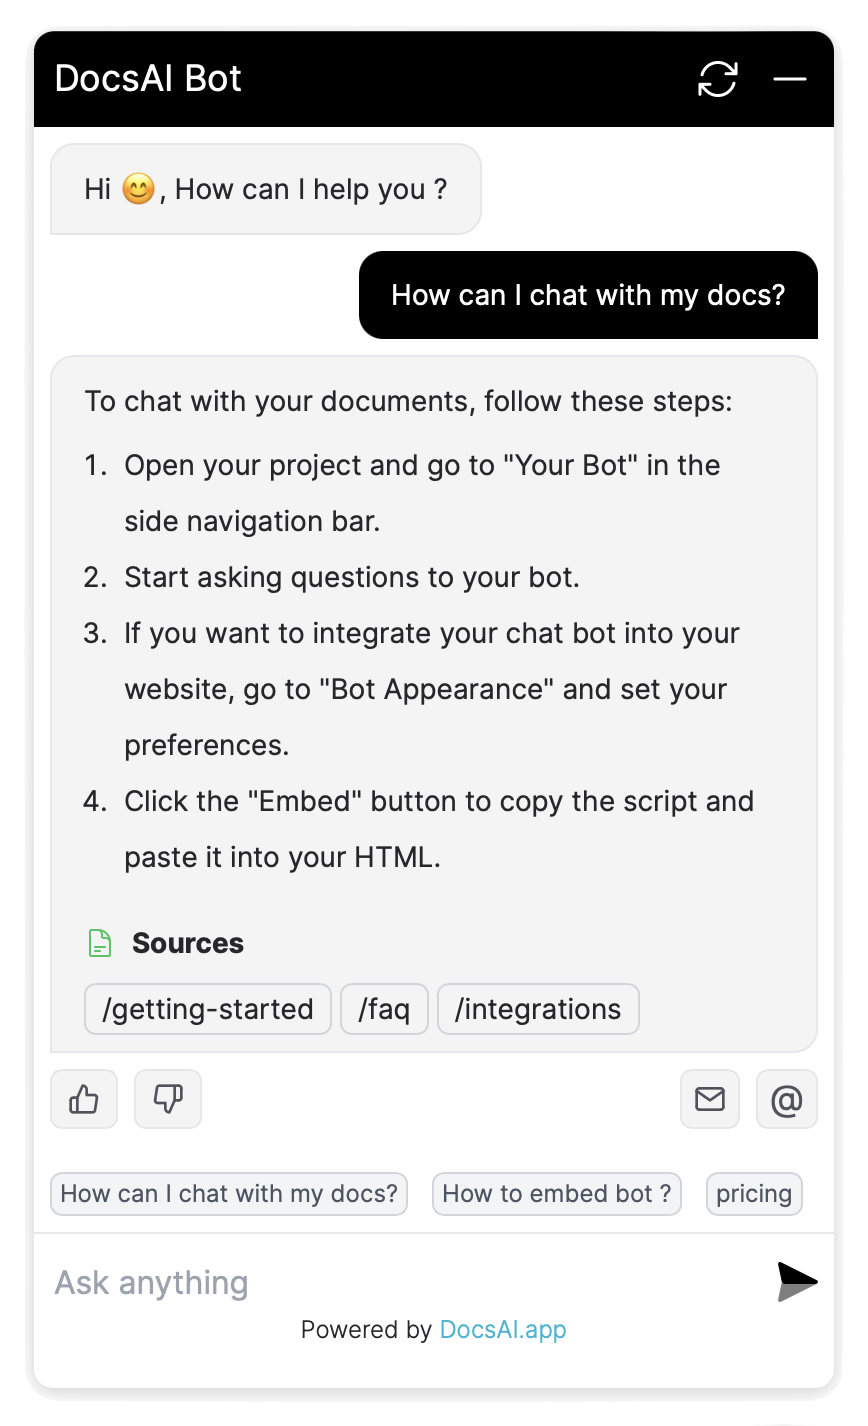 DocsAI Bot
Hi 😊, How can I help you ?
How can I chat with my docs?
To chat with your documents, follow these steps:
1. Open your project and go to "Your Bot" in the
side navigation bar.
2. Start asking questions to your bot.
3. If you want to integrate your chat bot into your
website, go to "Bot Appearance" and set your
preferences.
4. Click the "Embed" button to copy the script and
paste it into your HTML.
Sources
/getting-started /faq /integrations
@
How can I chat with my docs? How to embed bot ? pricing
Ask anything
Powered by DocsAI.app